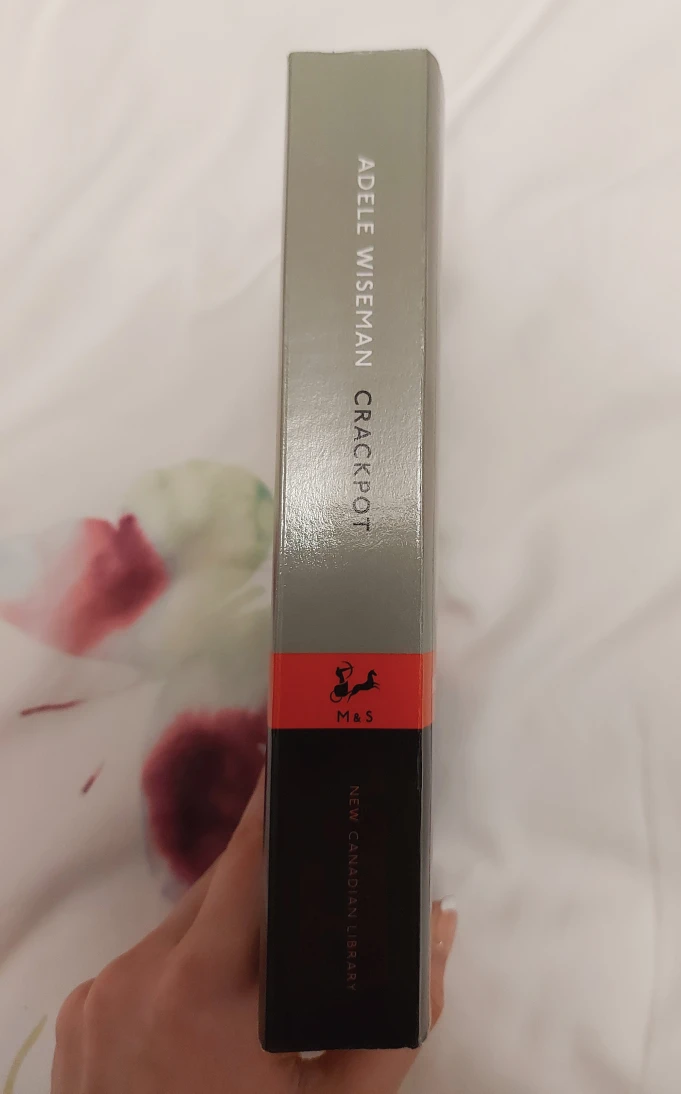 ADELE WISEMAN CRACKPOT
M & S
NEW CANADIAN LIBRARY